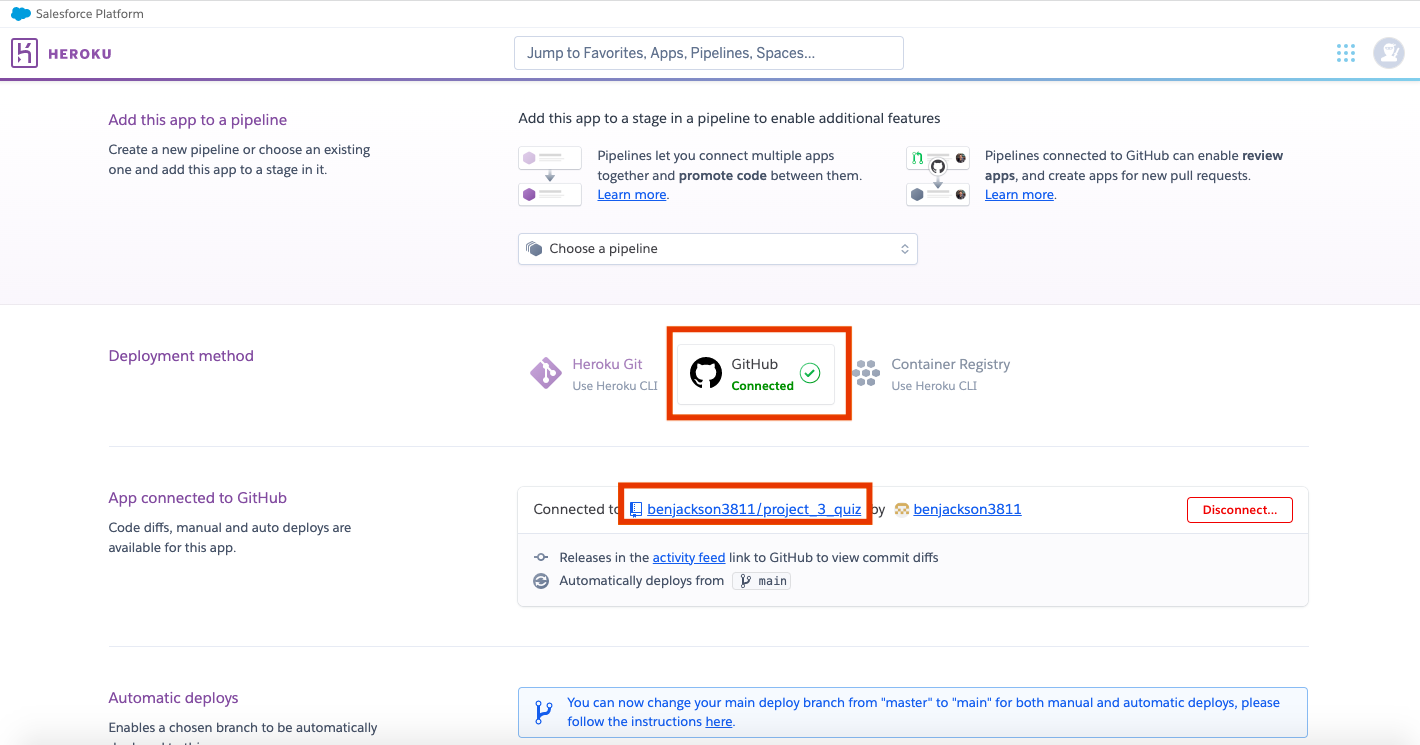 Salesforce Platform
HEROKU
Jump to Favorites, Apps, Pipelines, Spaces...
Add this app to a pipeline
Create a new pipeline or choose an existing
one and add this app to a stage in it.
Add this app to a stage in a pipeline to enable additional features
Pipelines let you connect multiple apps
together and promote code between them.
Learn more.
Pipelines connected to GitHub can enable review
apps, and create apps for new pull requests.
Learn more.
Choose a pipeline
Deployment method
Heroku Git
Use Heroku CLI
GitHub
Connected
Container Registry
Use Heroku CLI
App connected to GitHub
Code diffs, manual and auto deploys are
available for this app.
Connected to benjackson3811/project_3_quiz by benjackson3811
Disconnect...
Releases in the activity feed link to GitHub to view commit diffs
Automatically deploys from main
Automatic deploys
Enables a chosen branch to be automatically
You can now change your main deploy branch from "master" to "main" for both manual and automatic deploys, please
follow the instructions here.